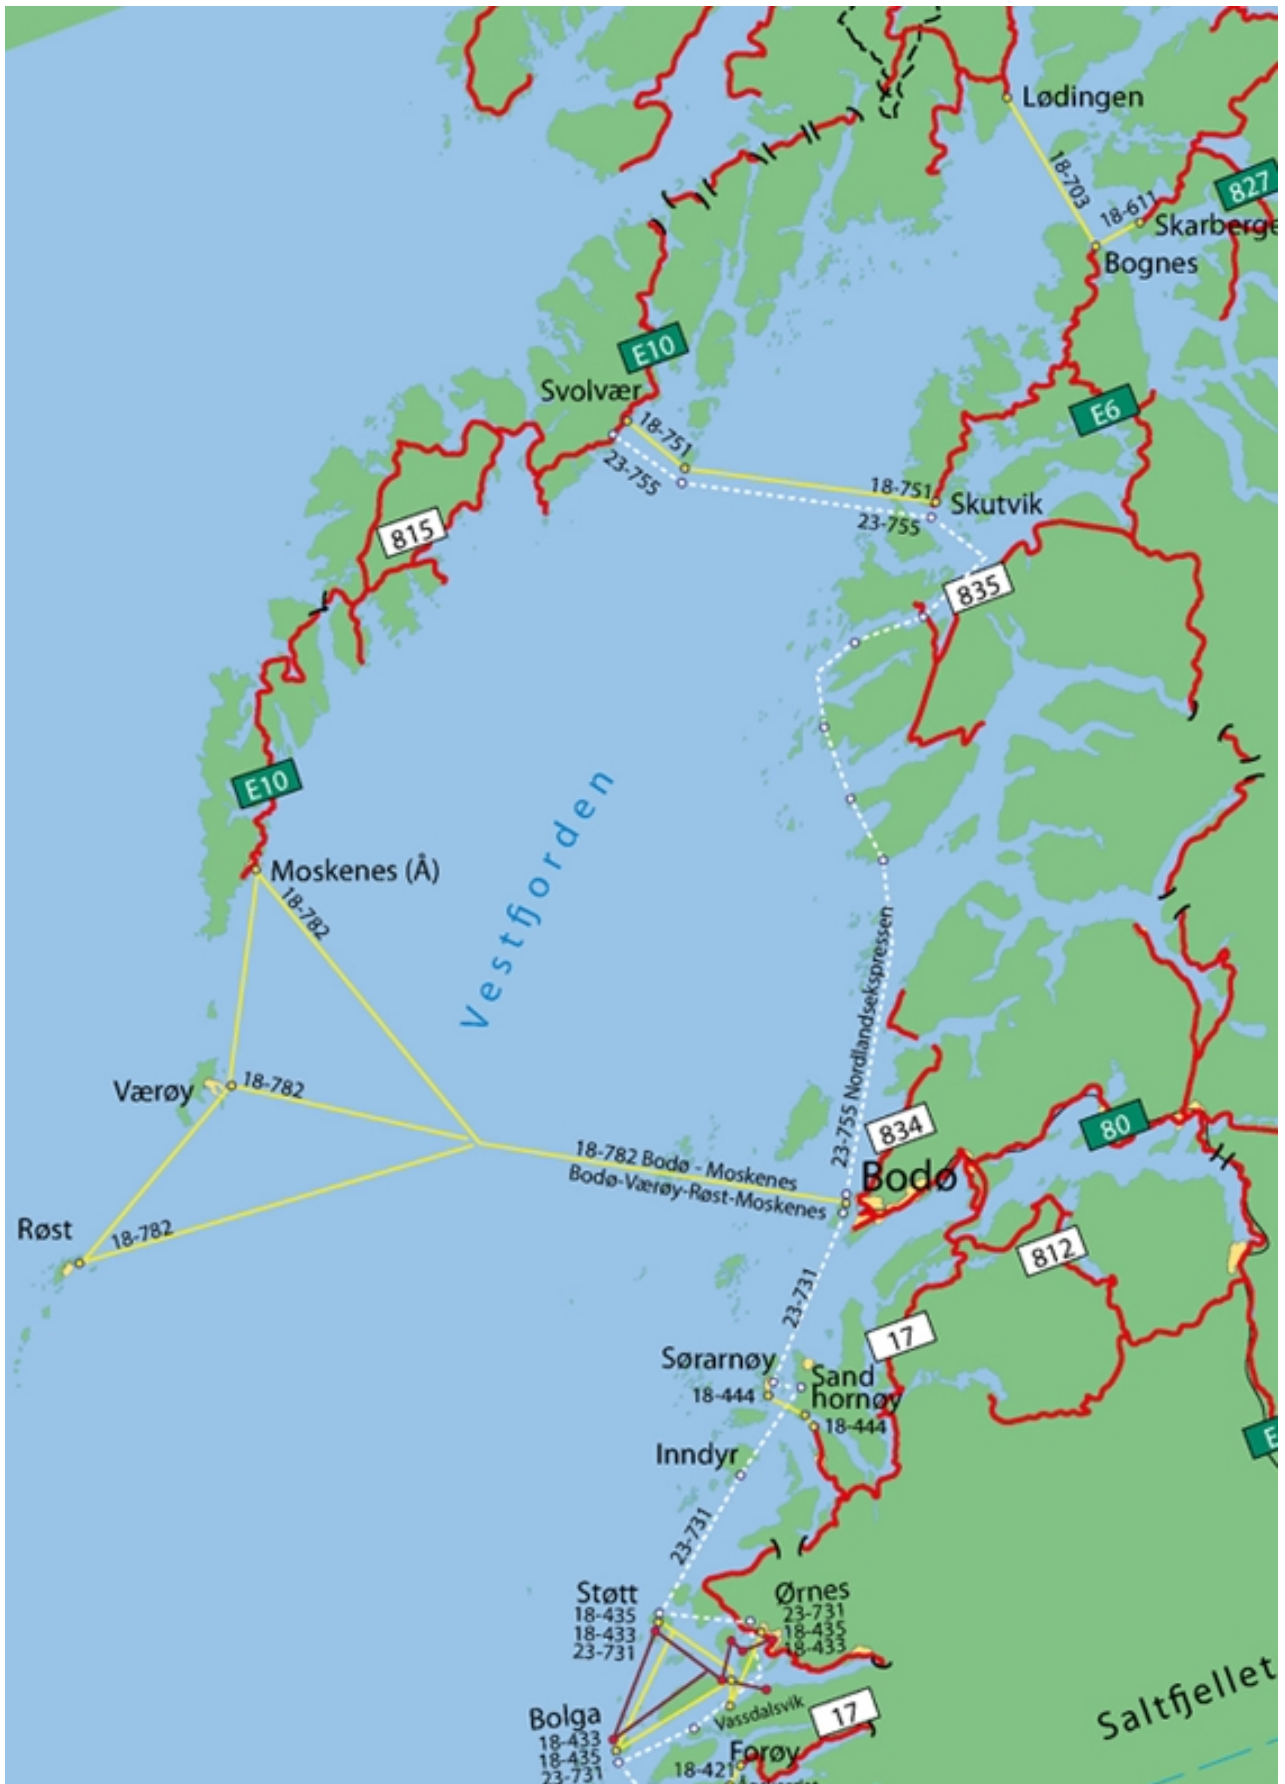 Lødingen
18-703
827
18-611
Skarberge
Bognes
E10
Svolvær
E6
18-751
23-755
18-751
Skutvik
23-755
815
835
E10
Vestfjorden
Moskenes (Å)
18-782
23-755 Nordlandsekspressen
Værøy
18-782
834
80
18-782 Bodø - Moskenes
Bodø-Værøy-Røst-Moskenes
Bodø
Røst
18-782
812
23-731
17
Sørarnøy
18-444
Sand
hornøy
18-444
Inndyr
23-731
Støtt
18-435
18-433
23-731
Ørnes
23-731
18-435
18-433
Saltfjellet
Vassdalsvik
17
Bolga
18-433
18-435
23-731
Forøy
18-421